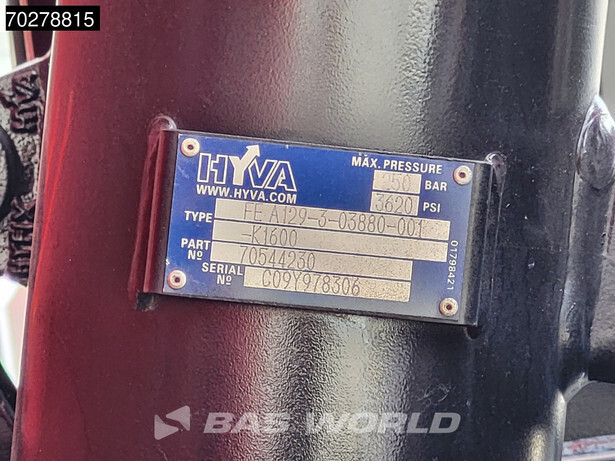 70278815
HYVA
WWW.HYVA.COM
MAX. PRESSURE
250 BAR
3620 PSI
TYPE FE A129-3-03880-001
-K1600
PART Nº 70544230
SERIAL Nº C09Y978306
01798421
BAS WORLD